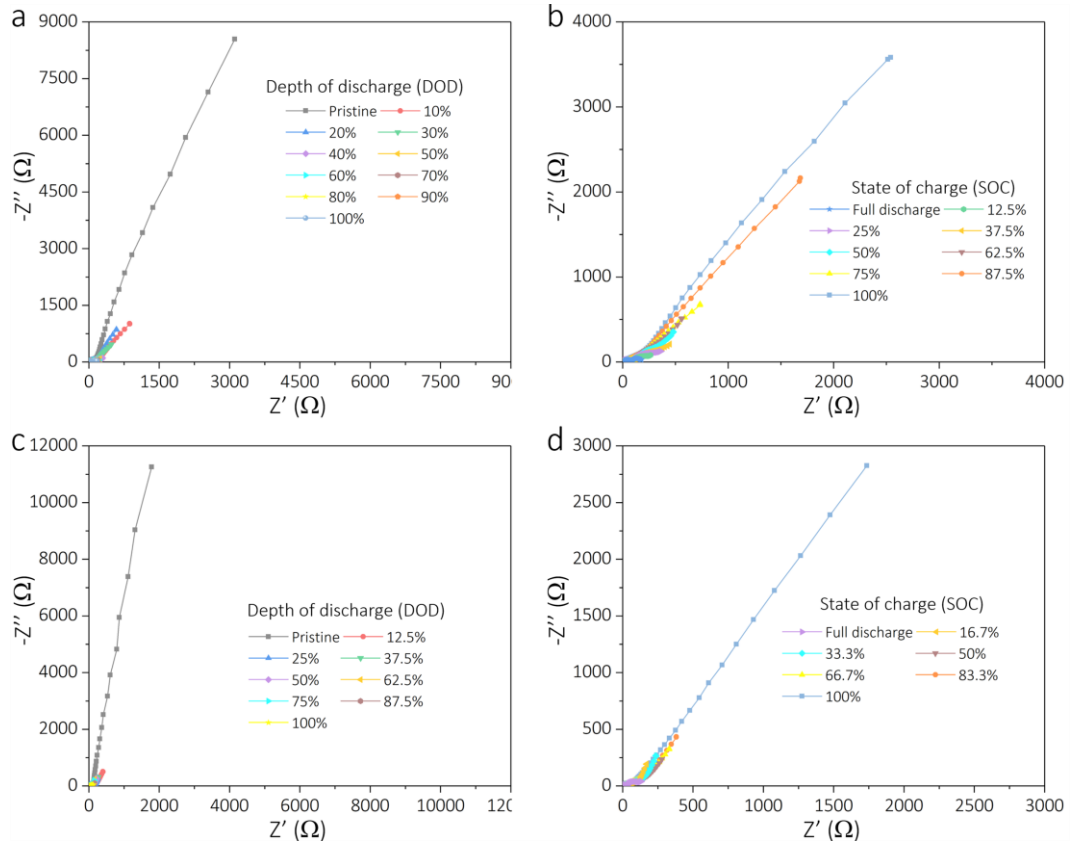 a
9000
7500
6000
4500
3000
1500
0
-Z'' (Ω)
Depth of discharge (DOD)
Pristine 10%
20% 30%
40% 50%
60% 70%
80% 90%
100%
0 1500 3000 4500 6000 7500 90
Z' (Ω)
b
4000
3000
2000
1000
0
-Z'' (Ω)
State of charge (SOC)
Full discharge 12.5%
25% 37.5%
50% 62.5%
75% 87.5%
100%
0 1000 2000 3000 4000
Z' (Ω)
c
12000
10000
8000
6000
4000
2000
0
-Z'' (Ω)
Depth of discharge (DOD)
Pristine 12.5%
25% 37.5%
50% 62.5%
75% 87.5%
100%
0 2000 4000 6000 8000 10000 120
Z' (Ω)
d
3000
2500
2000
1500
1000
500
0
-Z'' (Ω)
State of charge (SOC)
Full discharge 16.7%
33.3% 50%
66.7% 83.3%
100%
0 500 1000 1500 2000 2500 3000
Z' (Ω)